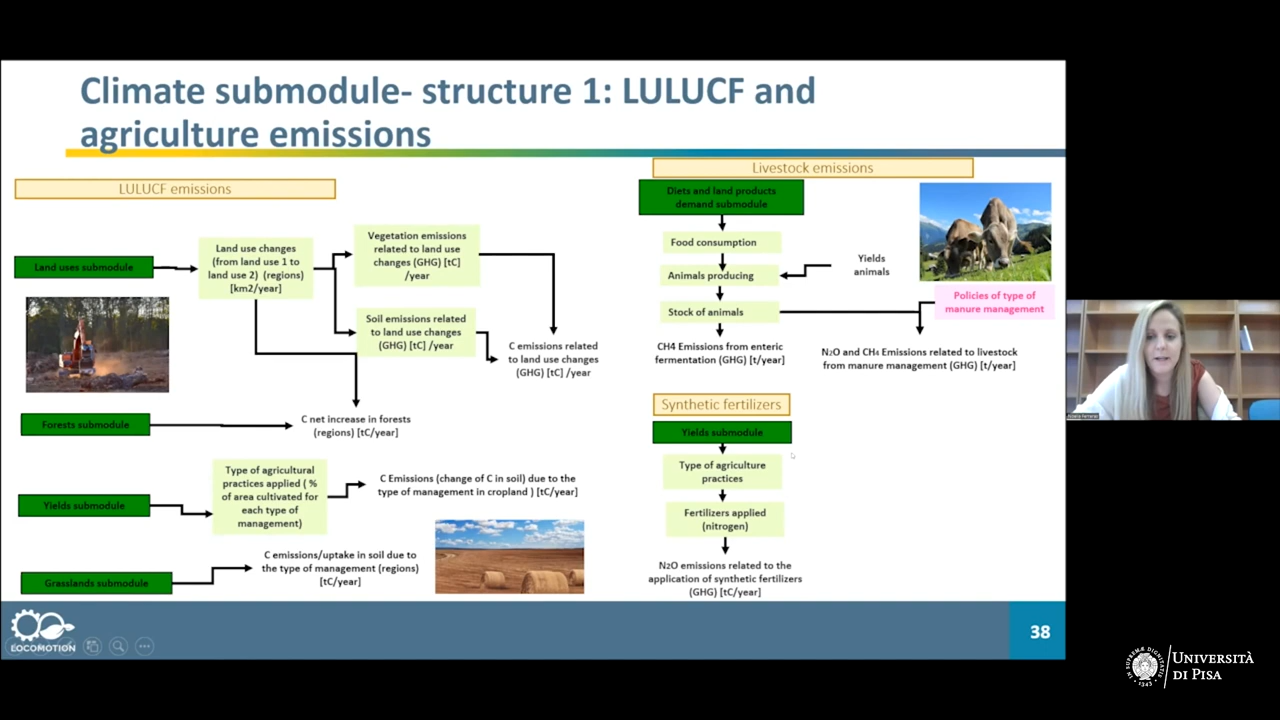 Climate submodule- structure 1: LULUCF and
agriculture emissions
LULUCF emissions
Land uses submodule
Land use changes
(from land use 1 to
land use 2) (regions)
[km2/year]
Vegetation emissions
related to land use
changes (GHG) [tC]
/year
Soil emissions related
to land use changes
(GHG) [tC] /year
C emissions related
to land use changes
(GHG) [tC] /year
Forests submodule
C net increase in forests
(regions) [tC/year]
Yields submodule
Type of agricultural
practices applied ( %
of area cultivated for
each type of
management)
C Emissions (change of C in soil) due to the
type of management in cropland ) [tC/year]
Grasslands submodule
C emissions/uptake in soil due to
the type of management (regions)
[tC/year]
Livestock emissions
Diets and land products
demand submodule
Food consumption
Animals producing
Yields
animals
Stock of animals
Policies of type of
manure management
CH4 Emissions from enteric
fermentation (GHG) [t/year]
N2O and CH4 Emissions related to livestock
from manure management (GHG) [t/year]
Synthetic fertilizers
Yields submodule
Type of agriculture
practices
Fertilizers applied
(nitrogen)
N2O emissions related to the
application of synthetic fertilizers
(GHG) [tC/year]
LOCOMOTION
38
UNIVERSITÀ
DI PISA